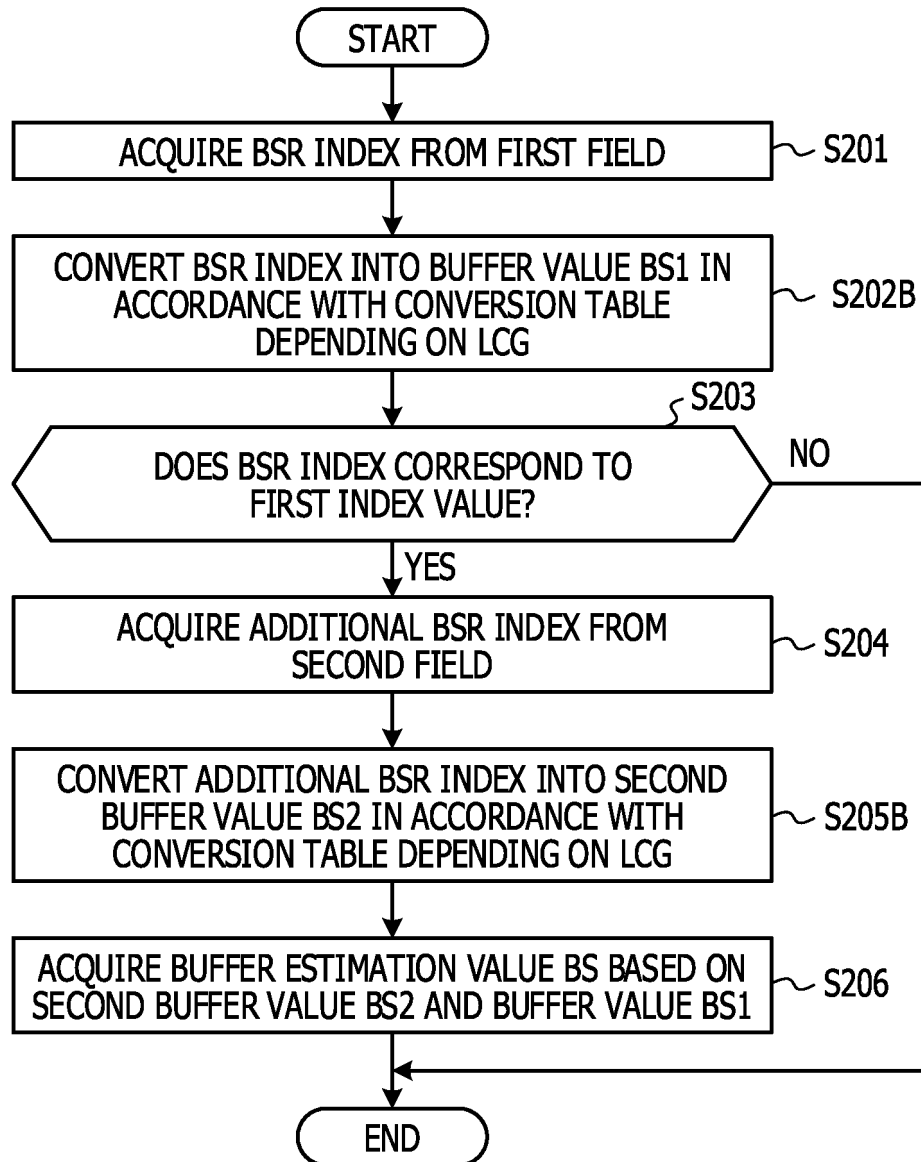 START
ACQUIRE BSR INDEX FROM FIRST FIELD
S201
CONVERT BSR INDEX INTO BUFFER VALUE BS1 IN
ACCORDANCE WITH CONVERSION TABLE
DEPENDING ON LCG
S202B
S203
DOES BSR INDEX CORRESPOND TO
FIRST INDEX VALUE?
NO
YES
ACQUIRE ADDITIONAL BSR INDEX FROM
SECOND FIELD
S204
CONVERT ADDITIONAL BSR INDEX INTO SECOND
BUFFER VALUE BS2 IN ACCORDANCE WITH
CONVERSION TABLE DEPENDING ON LCG
S205B
ACQUIRE BUFFER ESTIMATION VALUE BS BASED ON
SECOND BUFFER VALUE BS2 AND BUFFER VALUE BS1
S206
END